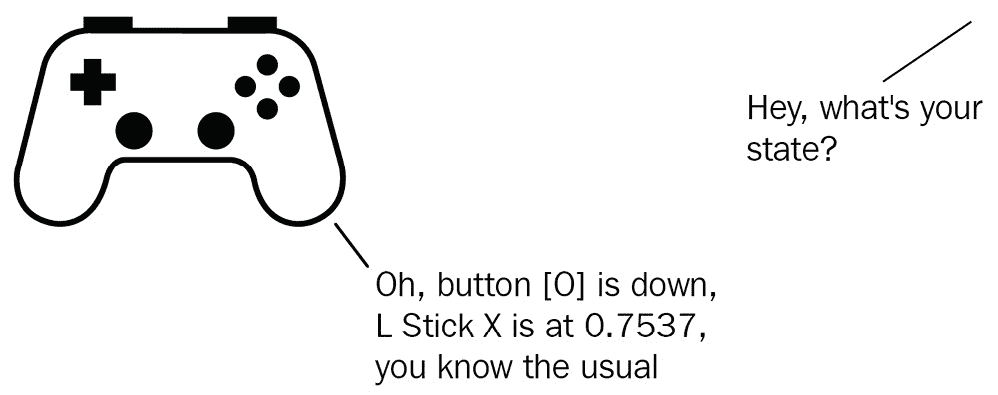 Hey, what's your
state?
Oh, button [O] is down,
L Stick X is at 0.7537,
you know the usual